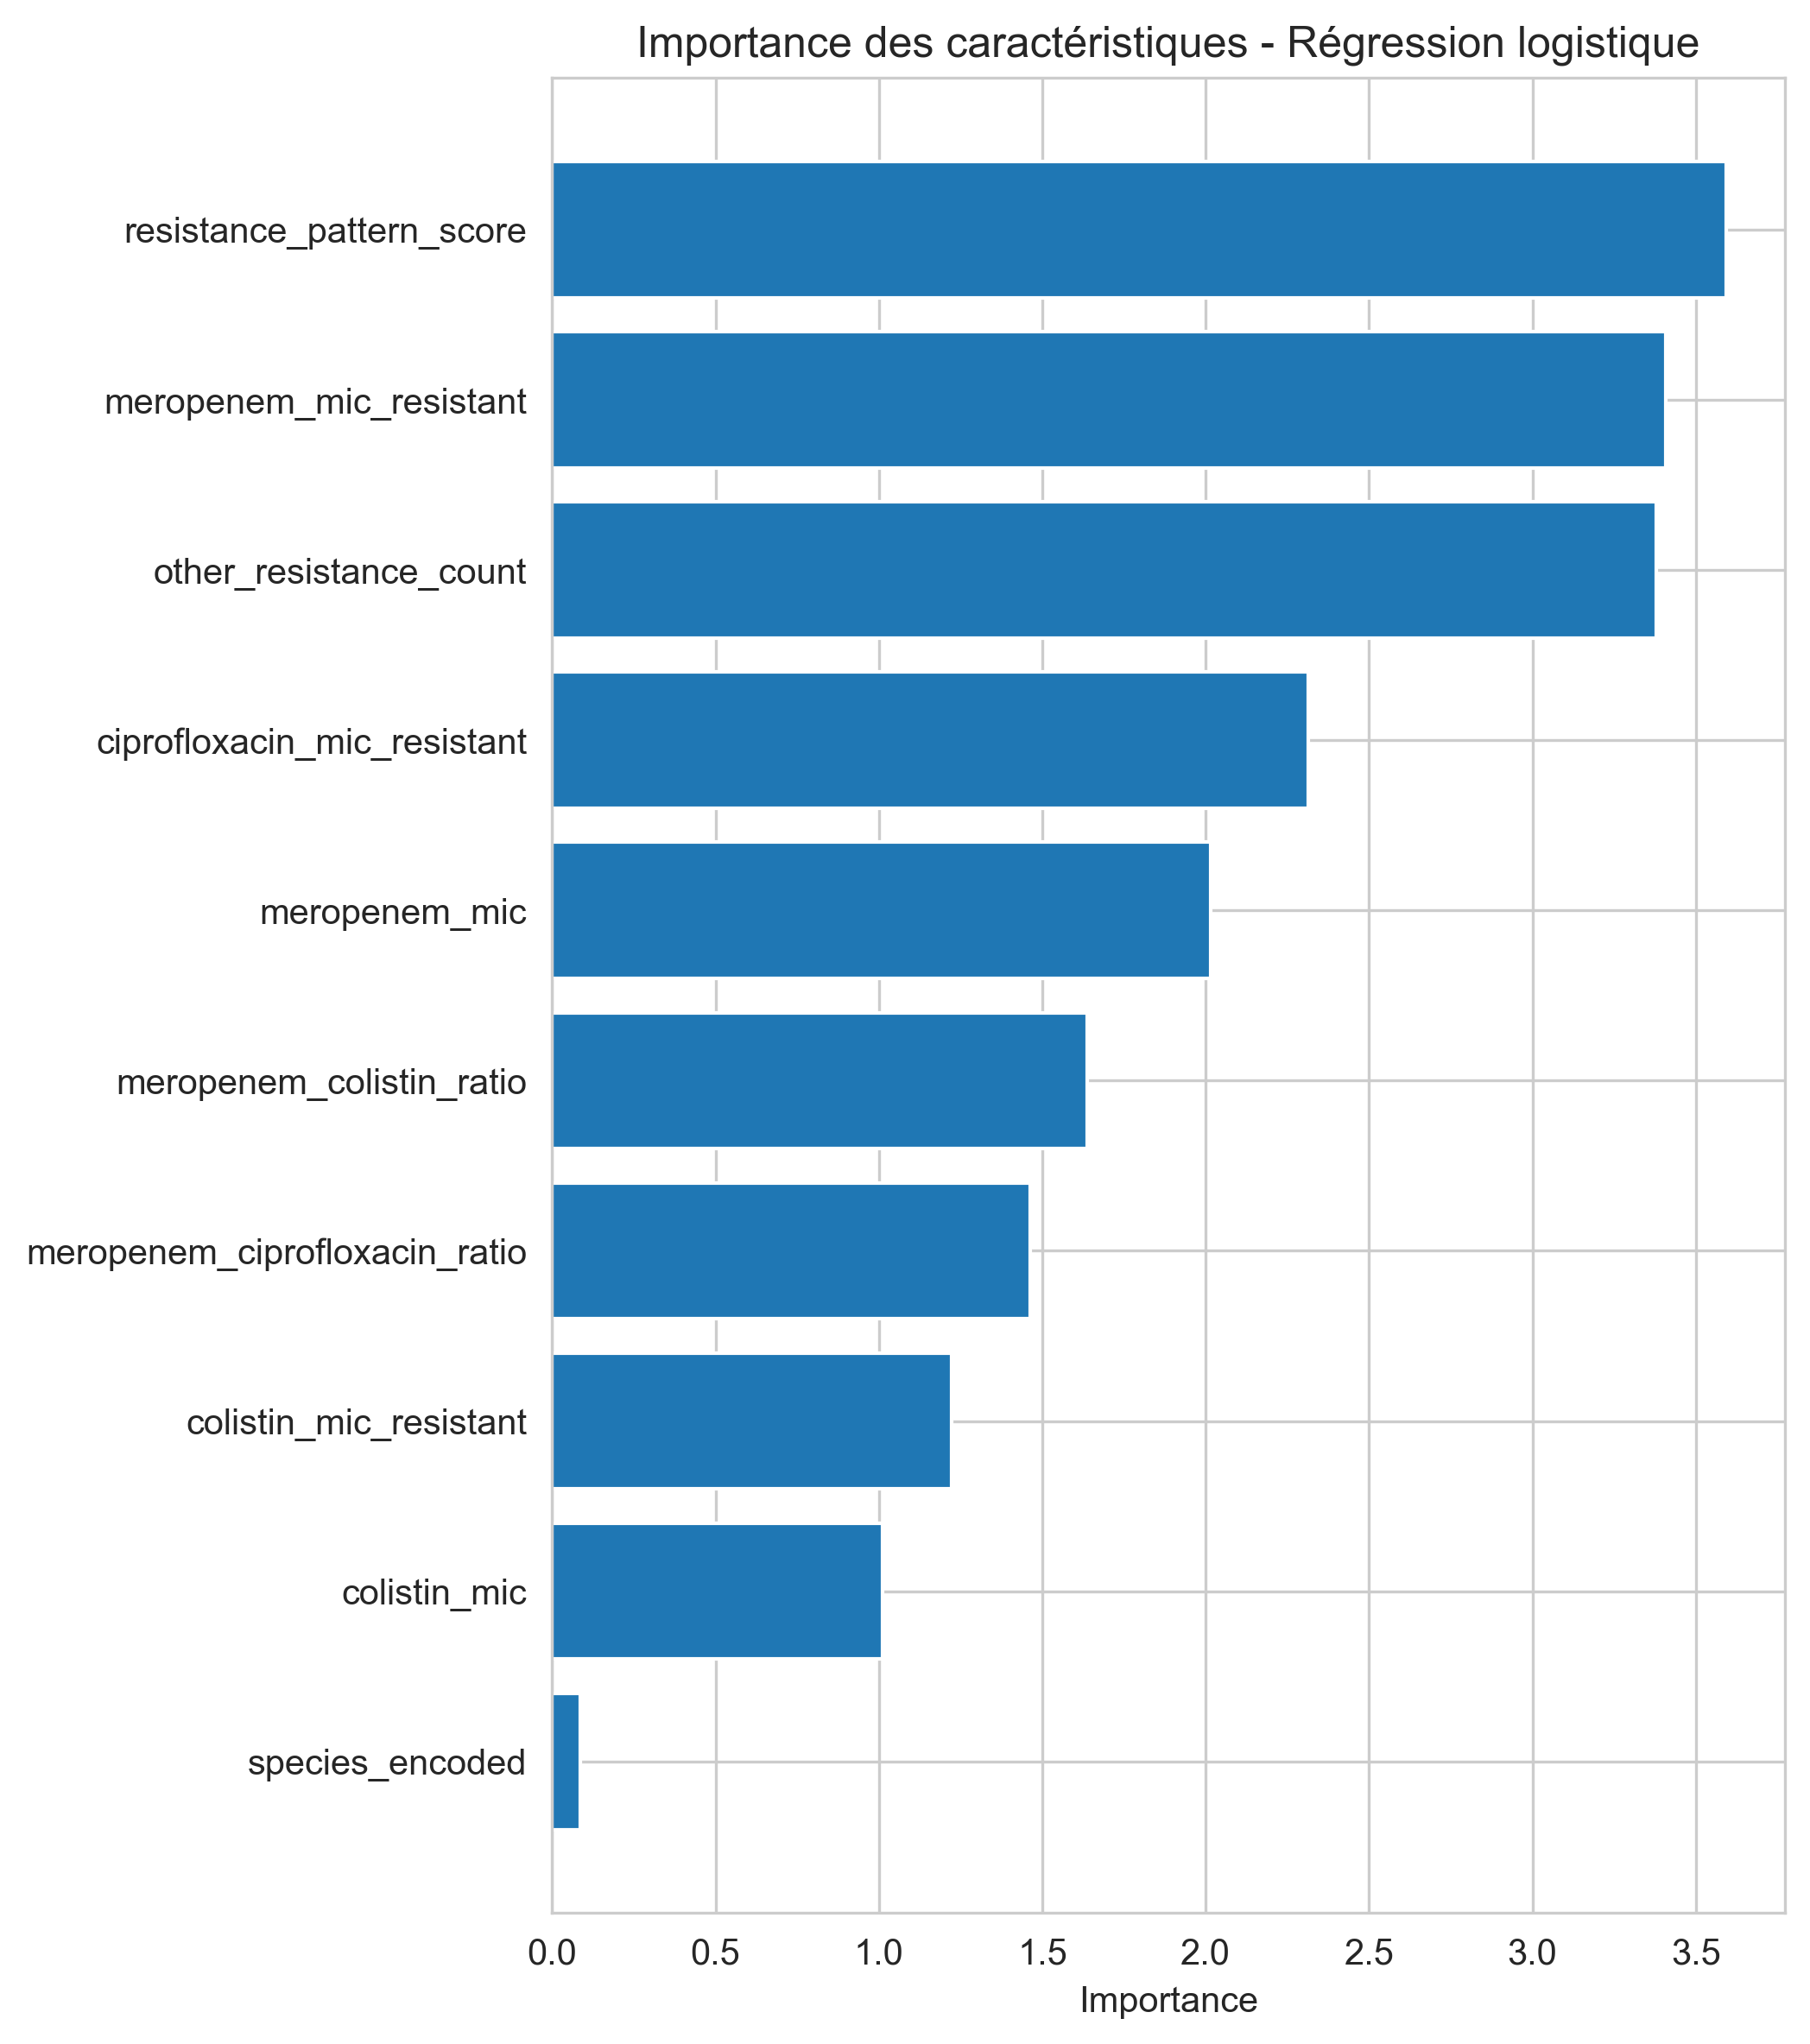 Importance des caractéristiques - Régression logistique
resistance_pattern_score
meropenem_mic_resistant
other_resistance_count
ciprofloxacin_mic_resistant
meropenem_mic
meropenem_colistin_ratio
meropenem_ciprofloxacin_ratio
colistin_mic_resistant
colistin_mic
species_encoded
0.0 0.5 1.0 1.5 2.0 2.5 3.0 3.5
Importance